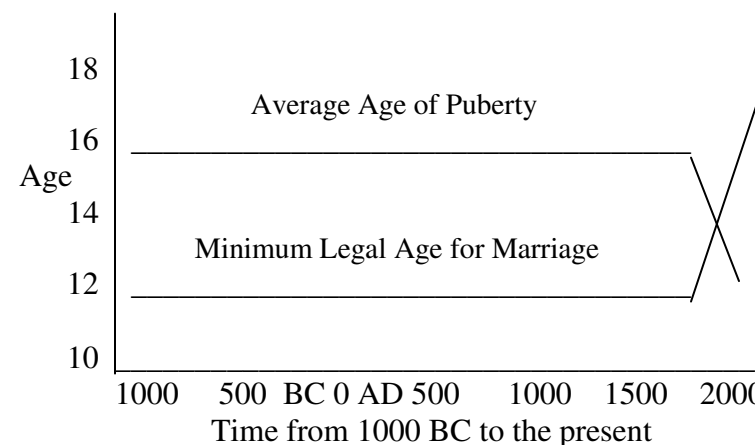 18
Average Age of Puberty
16
Age
14
Minimum Legal Age for Marriage
12
10
1000 500 BC 0 AD 500 1000 1500 2000
Time from 1000 BC to the present